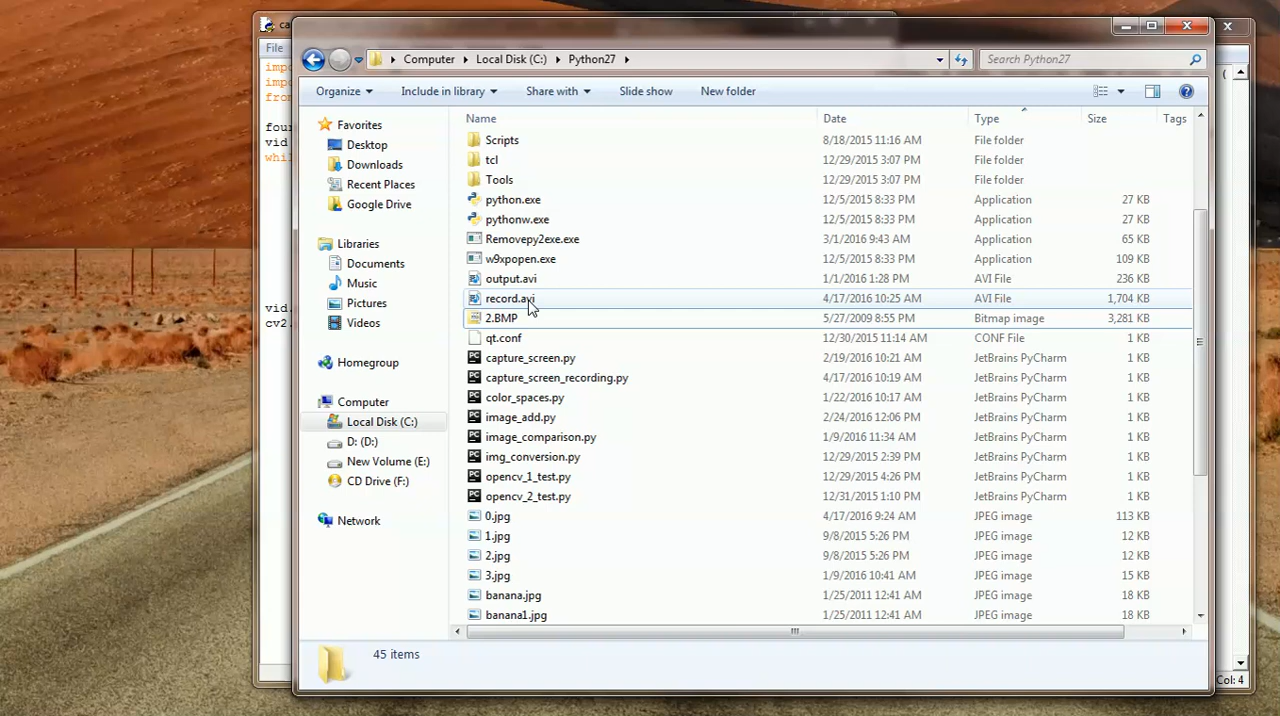 ca
File
Computer Local Disk (C:) Python27
Search Python27
Organize Include in library Share with Slide show New folder
Name Date Type Size Tags
impo
impo
from
foun
vid
whil
vid.
cv2.
Favorites
Desktop
Downloads
Recent Places
Google Drive
Libraries
Documents
Music
Pictures
Videos
Homegroup
Computer
Local Disk (C:)
D: (D:)
New Volume (E:)
CD Drive (F:)
Network
Scripts 8/18/2015 11:16 AM File folder
tcl 12/29/2015 3:07 PM File folder
Tools 12/29/2015 3:07 PM File folder
python.exe 12/5/2015 8:33 PM Application 27 KB
pythonw.exe 12/5/2015 8:33 PM Application 27 KB
Removepy2exe.exe 3/1/2016 9:43 AM Application 65 KB
w9xpopen.exe 12/5/2015 8:33 PM Application 109 KB
output.avi 1/1/2016 1:28 PM AVI File 236 KB
record.avi 4/17/2016 10:25 AM AVI File 1,704 KB
2.BMP 5/27/2009 8:55 PM Bitmap image 3,281 KB
qt.conf 12/30/2015 11:14 AM CONF File 1 KB
capture_screen.py 2/19/2016 10:21 AM JetBrains PyCharm 1 KB
capture_screen_recording.py 4/17/2016 10:19 AM JetBrains PyCharm 1 KB
color_spaces.py 1/22/2016 10:17 AM JetBrains PyCharm 1 KB
image_add.py 2/24/2016 12:06 PM JetBrains PyCharm 1 KB
image_comparison.py 1/9/2016 11:34 AM JetBrains PyCharm 1 KB
img_conversion.py 12/29/2015 2:39 PM JetBrains PyCharm 1 KB
opencv_1_test.py 12/29/2015 4:26 PM JetBrains PyCharm 1 KB
opencv_2_test.py 12/31/2015 1:10 PM JetBrains PyCharm 1 KB
0.jpg 4/17/2016 9:24 AM JPEG image 113 KB
1.jpg 9/8/2015 5:26 PM JPEG image 12 KB
2.jpg 9/8/2015 5:26 PM JPEG image 12 KB
3.jpg 1/9/2016 10:41 AM JPEG image 15 KB
banana.jpg 1/25/2011 12:41 AM JPEG image 18 KB
banana1.jpg 1/25/2011 12:41 AM JPEG image 18 KB
45 items
Col: 4